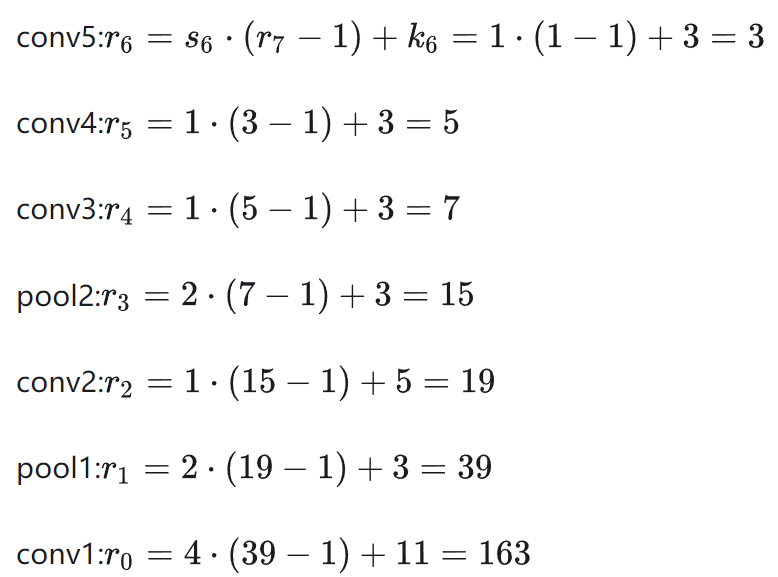 conv5:r₆ = s₆ · (r₇ − 1) + k₆ = 1 · (1 − 1) + 3 = 3
conv4:r₅ = 1 · (3 − 1) + 3 = 5
conv3:r₄ = 1 · (5 − 1) + 3 = 7
pool2:r₃ = 2 · (7 − 1) + 3 = 15
conv2:r₂ = 1 · (15 − 1) + 5 = 19
pool1:r₁ = 2 · (19 − 1) + 3 = 39
conv1:r₀ = 4 · (39 − 1) + 11 = 163